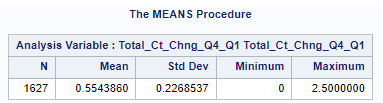 The MEANS Procedure
Analysis Variable : Total_Ct_Chng_Q4_Q1 Total_Ct_Chng_Q4_Q1
N Mean Std Dev Minimum Maximum
1627 0.5543860 0.2268537 0 2.5000000